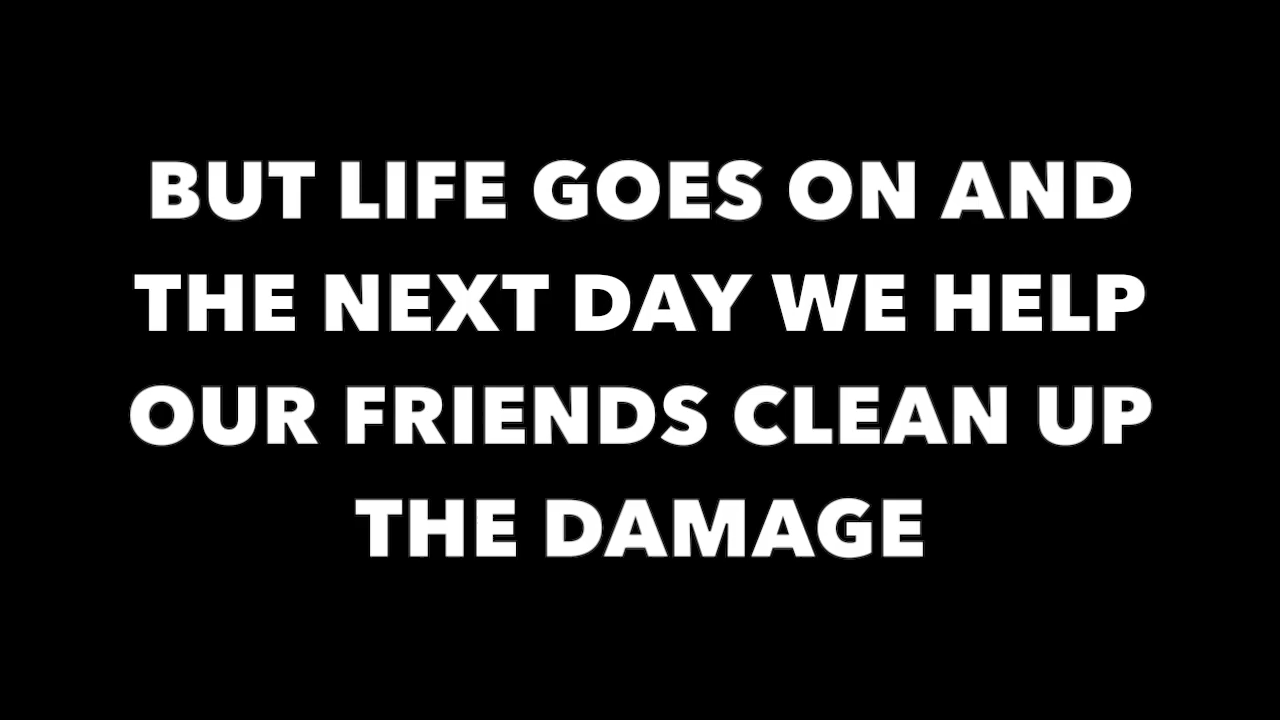 BUT LIFE GOES ON AND
THE NEXT DAY WE HELP
OUR FRIENDS CLEAN UP
THE DAMAGE